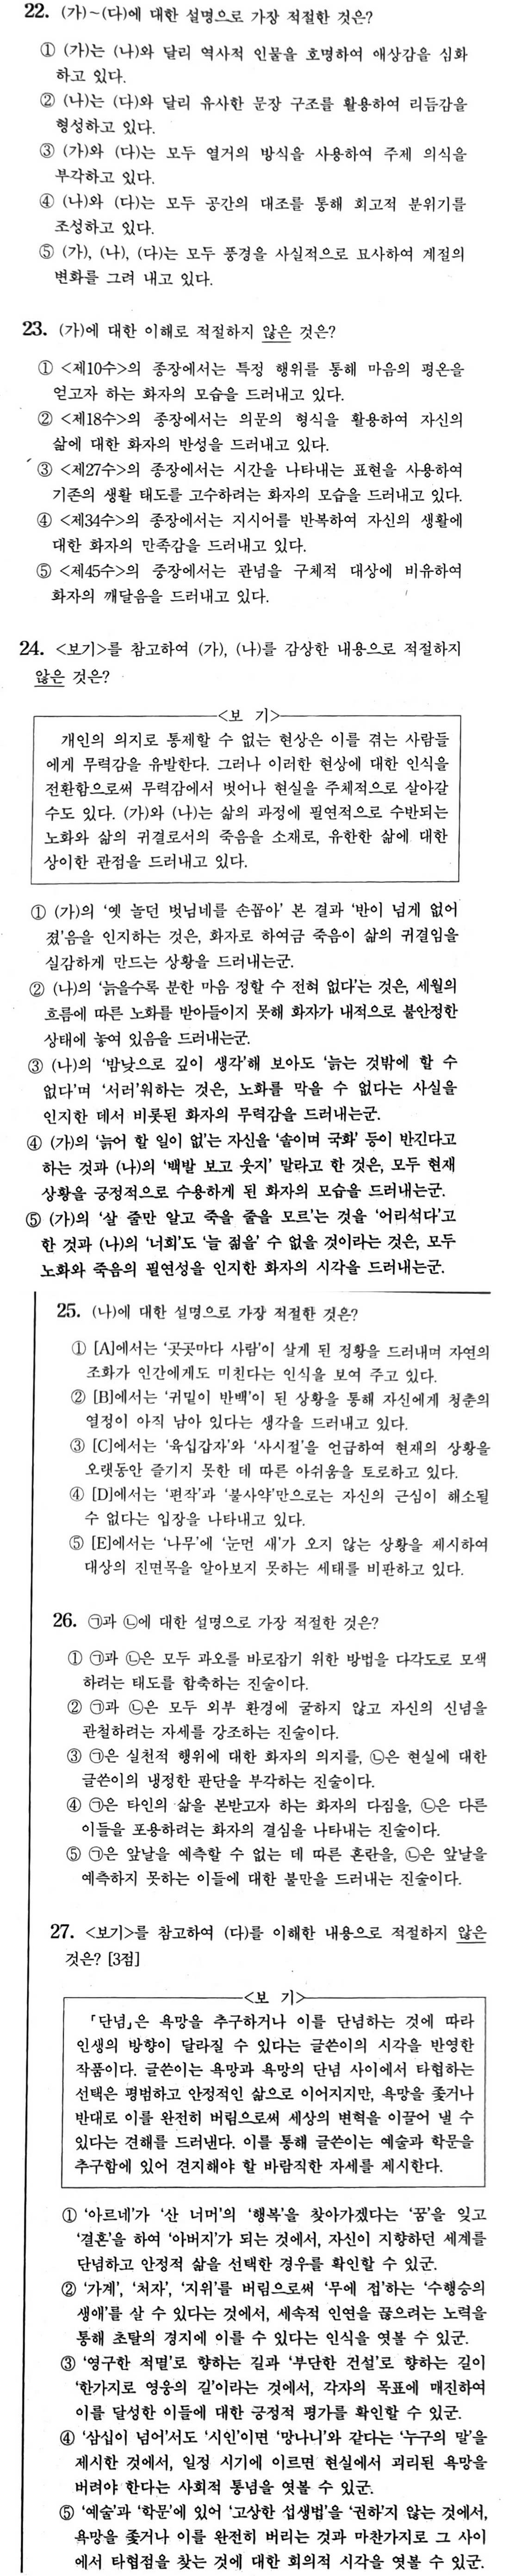 22. (가)~(다)에 대한 설명으로 가장 적절한 것은?
① (가)는 (나)와 달리 역사적 인물을 호명하여 애상감을 심화
하고 있다.
② (나)는 (다)와 달리 유사한 문장 구조를 활용하여 리듬감을
형성하고 있다.
③ (가)와 (다)는 모두 열거의 방식을 사용하여 주제 의식을
부각하고 있다.
④ (나)와 (다)는 모두 공간의 대조를 통해 회고적 분위기를
조성하고 있다.
⑤ (가), (나), (다)는 모두 풍경을 사실적으로 묘사하여 계절의
변화를 그려 내고 있다.
23. (가)에 대한 이해로 적절하지 않은 것은?
① <제10수>의 종장에서는 특정 행위를 통해 마음의 평온을
얻고자 하는 화자의 모습을 드러내고 있다.
② <제18수>의 종장에서는 의문의 형식을 활용하여 자신의
삶에 대한 화자의 반성을 드러내고 있다.
③ <제27수>의 종장에서는 시간을 나타내는 표현을 사용하여
기존의 생활 태도를 고수하려는 화자의 모습을 드러내고 있다.
④ <제34수>의 종장에서는 지시어를 반복하여 자신의 생활에
대한 화자의 만족감을 드러내고 있다.
⑤ <제45수>의 중장에서는 관념을 구체적 대상에 비유하여
화자의 깨달음을 드러내고 있다.
24. <보기>를 참고하여 (가), (나)를 감상한 내용으로 적절하지
않은 것은?
<보 기>
개인의 의지로 통제할 수 없는 현상은 이를 겪는 사람들
에게 무력감을 유발한다. 그러나 이러한 현상에 대한 인식을
전환함으로써 무력감에서 벗어나 현실을 주체적으로 살아갈
수도 있다. (가)와 (나)는 삶의 과정에 필연적으로 수반되는
노화와 삶의 귀결로서의 죽음을 소재로, 유한한 삶에 대한
상이한 관점을 드러내고 있다.
① (가)의 ‘옛 놀던 벗님네를 손꼽아’ 본 결과 ‘반이 넘게 없어
졌’음을 인지하는 것은, 화자로 하여금 죽음이 삶의 귀결임을
실감하게 만드는 상황을 드러내는군.
② (나)의 ‘늙을수록 분한 마음 정할 수 전혀 없다’는 것은, 세월의
흐름에 따른 노화를 받아들이지 못해 화자가 내적으로 불안정한
상태에 놓여 있음을 드러내는군.
③ (나)의 ‘밤낮으로 깊이 생각’해 보아도 ‘늙는 것밖에 할 수
없다’며 ‘서러’워하는 것은, 노화를 막을 수 없다는 사실을
인지한 데서 비롯된 화자의 무력감을 드러내는군.
④ (가)의 ‘늙어 할 일이 없’는 자신을 ‘솔이며 국화’ 등이 반긴다고
하는 것과 (나)의 ‘백발 보고 웃지’ 말라고 한 것은, 모두 현재
상황을 긍정적으로 수용하게 된 화자의 모습을 드러내는군.
⑤ (가)의 ‘살 줄만 알고 죽을 줄을 모르’는 것을 ‘어리석다’고
한 것과 (나)의 ‘너희’도 ‘늘 젊을’ 수 없을 것이라는 것은, 모두
노화와 죽음의 필연성을 인지한 화자의 시각을 드러내는군.
25. (나)에 대한 설명으로 가장 적절한 것은?
① [A]에서는 ‘곳곳마다 사람’이 살게 된 정황을 드러내며 자연의
조화가 인간에게도 미친다는 인식을 보여 주고 있다.
② [B]에서는 ‘귀밑이 반백’이 된 상황을 통해 자신에게 청춘의
열정이 아직 남아 있다는 생각을 드러내고 있다.
③ [C]에서는 ‘육십갑자’와 ‘사시절’을 언급하여 현재의 상황을
오랫동안 즐기지 못한 데 따른 아쉬움을 토로하고 있다.
④ [D]에서는 ‘편작’과 ‘불사약’만으로는 자신의 근심이 해소될
수 없다는 입장을 나타내고 있다.
⑤ [E]에서는 ‘나무’에 ‘눈먼 새’가 오지 않는 상황을 제시하여
대상의 진면목을 알아보지 못하는 세태를 비판하고 있다.
26. ㉠과 ㉡에 대한 설명으로 가장 적절한 것은?
① ㉠과 ㉡은 모두 과오를 바로잡기 위한 방법을 다각도로 모색
하려는 태도를 함축하는 진술이다.
② ㉠과 ㉡은 모두 외부 환경에 굴하지 않고 자신의 신념을
관철하려는 자세를 강조하는 진술이다.
③ ㉠은 실천적 행위에 대한 화자의 의지를, ㉡은 현실에 대한
글쓴이의 냉정한 판단을 부각하는 진술이다.
④ ㉠은 타인의 삶을 본받고자 하는 화자의 다짐을, ㉡은 다른
이들을 포용하려는 화자의 결심을 나타내는 진술이다.
⑤ ㉠은 앞날을 예측할 수 없는 데 따른 혼란을, ㉡은 앞날을
예측하지 못하는 이들에 대한 불만을 드러내는 진술이다.
27. <보기>를 참고하여 (다)를 이해한 내용으로 적절하지 않은
것은? [3점]
<보 기>
「단념」은 욕망을 추구하거나 이를 단념하는 것에 따라
인생의 방향이 달라질 수 있다는 글쓴이의 시각을 반영한
작품이다. 글쓴이는 욕망과 욕망의 단념 사이에서 타협하는
선택은 평범하고 안정적인 삶으로 이어지지만, 욕망을 좇거나
반대로 이를 완전히 버림으로써 세상의 변혁을 이끌어 낼 수
있다는 견해를 드러낸다. 이를 통해 글쓴이는 예술과 학문을
추구함에 있어 견지해야 할 바람직한 자세를 제시한다.
① ‘아르네’가 ‘산 너머’의 ‘행복’을 찾아가겠다는 ‘꿈’을 잊고
‘결혼’을 하여 ‘아버지’가 되는 것에서, 자신이 지향하던 세계를
단념하고 안정적 삶을 선택한 경우를 확인할 수 있군.
② ‘가계’, ‘처자’, ‘지위’를 버림으로써 ‘무에 접’하는 ‘수행승의
생애’를 살 수 있다는 것에서, 세속적 인연을 끊으려는 노력을
통해 초탈의 경지에 이를 수 있다는 인식을 엿볼 수 있군.
③ ‘영구한 적멸’로 향하는 길과 ‘부단한 건설’로 향하는 길이
‘한가지로 영웅의 길’이라는 것에서, 각자의 목표에 매진하여
이를 달성한 이들에 대한 긍정적 평가를 확인할 수 있군.
④ ‘삼십이 넘어’서도 ‘시인’이면 ‘망나니’와 같다는 ‘누구의 말’을
제시한 것에서, 일정 시기에 이르면 현실에서 괴리된 욕망을
버려야 한다는 사회적 통념을 엿볼 수 있군.
⑤ ‘예술’과 ‘학문’에 있어 ‘고상한 섭생법’을 ‘권하’지 않는 것에서,
욕망을 좇거나 이를 완전히 버리는 것과 마찬가지로 그 사이
에서 타협점을 찾는 것에 대한 회의적 시각을 엿볼 수 있군.